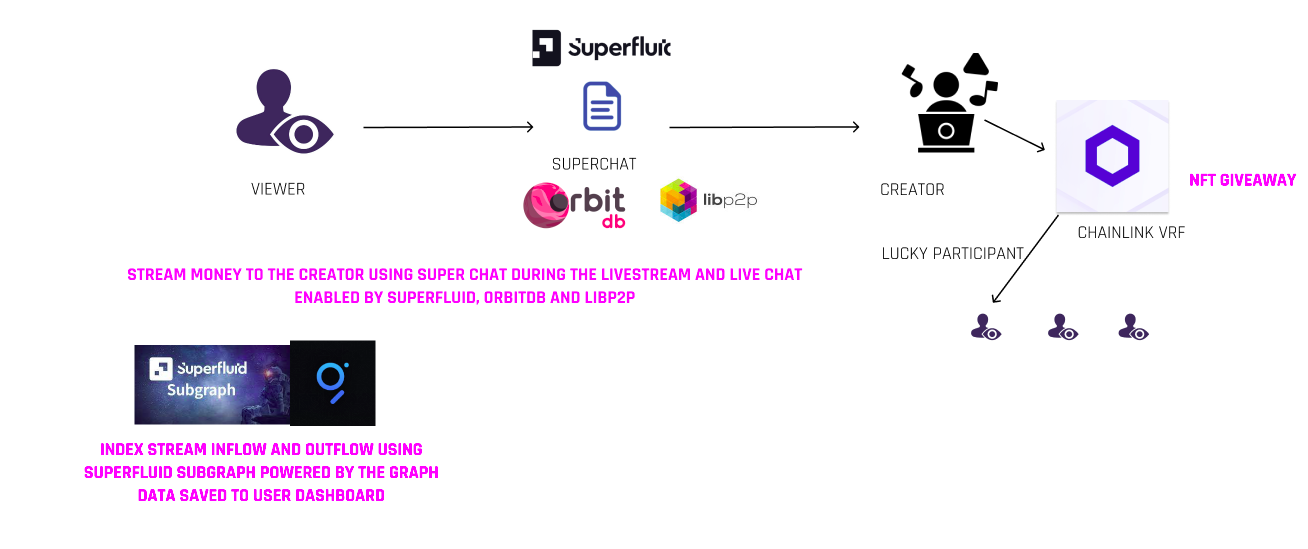 Superfluid
SUPERCHAT
VIEWER
Orbit
db
libp2p
CREATOR
NFT GIVEAWAY
CHAINLINK VRF
LUCKY PARTICIPANT
STREAM MONEY TO THE CREATOR USING SUPER CHAT DURING THE LIVESTREAM AND LIVE CHAT
ENABLED BY SUPERFLUID, ORBITDB AND LIBP2P
Superfluid
Subgraph
INDEX STREAM INFLOW AND OUTFLOW USING
SUPERFLUID SUBGRAPH POWERED BY THE GRAPH
DATA SAVED TO USER DASHBOARD